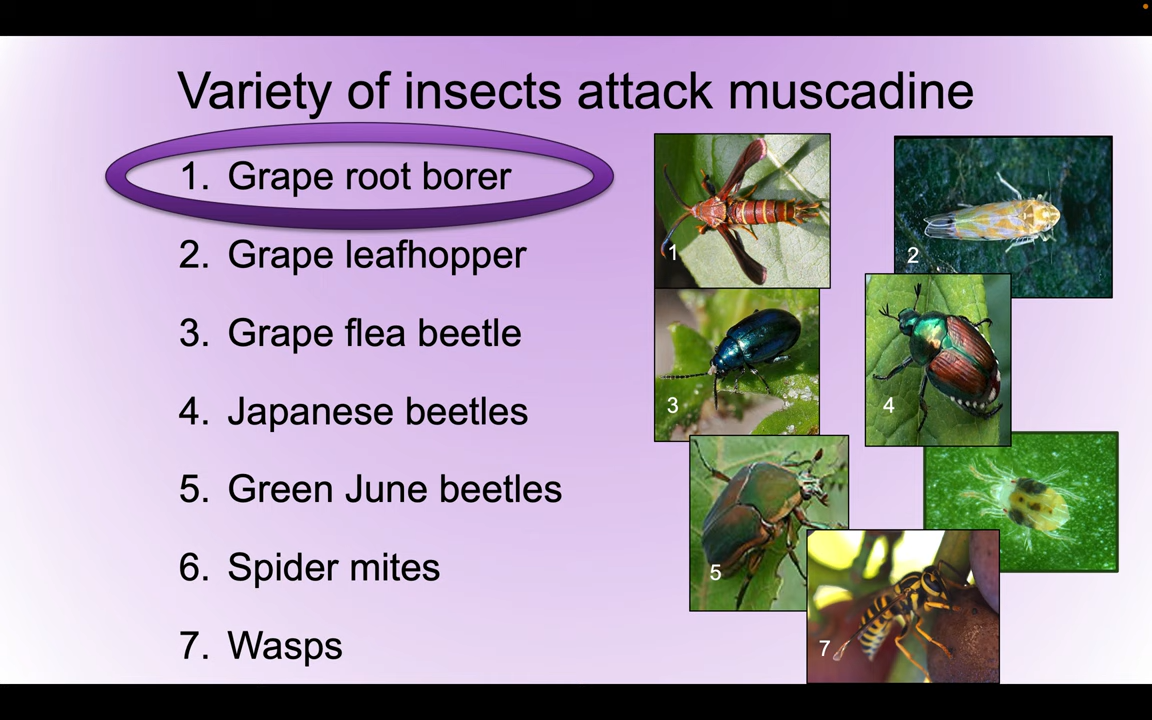 Variety of insects attack muscadine
1. Grape root borer
2. Grape leafhopper
3. Grape flea beetle
4. Japanese beetles
5. Green June beetles
6. Spider mites
7. Wasps
1
2
3
4
5
7